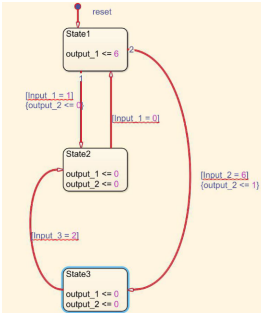 reset
State1
output_1 <= 6
2
1
[Input_1 = 1]
{output_2 <= 0}
[Input_1 = 0]
State2
output_1 <= 0
output_2 <= 0
[Input_2 = 6]
{output_2 <= 1}
[Input_3 = 2]
State3
output_1 <= 0
output_2 <= 0